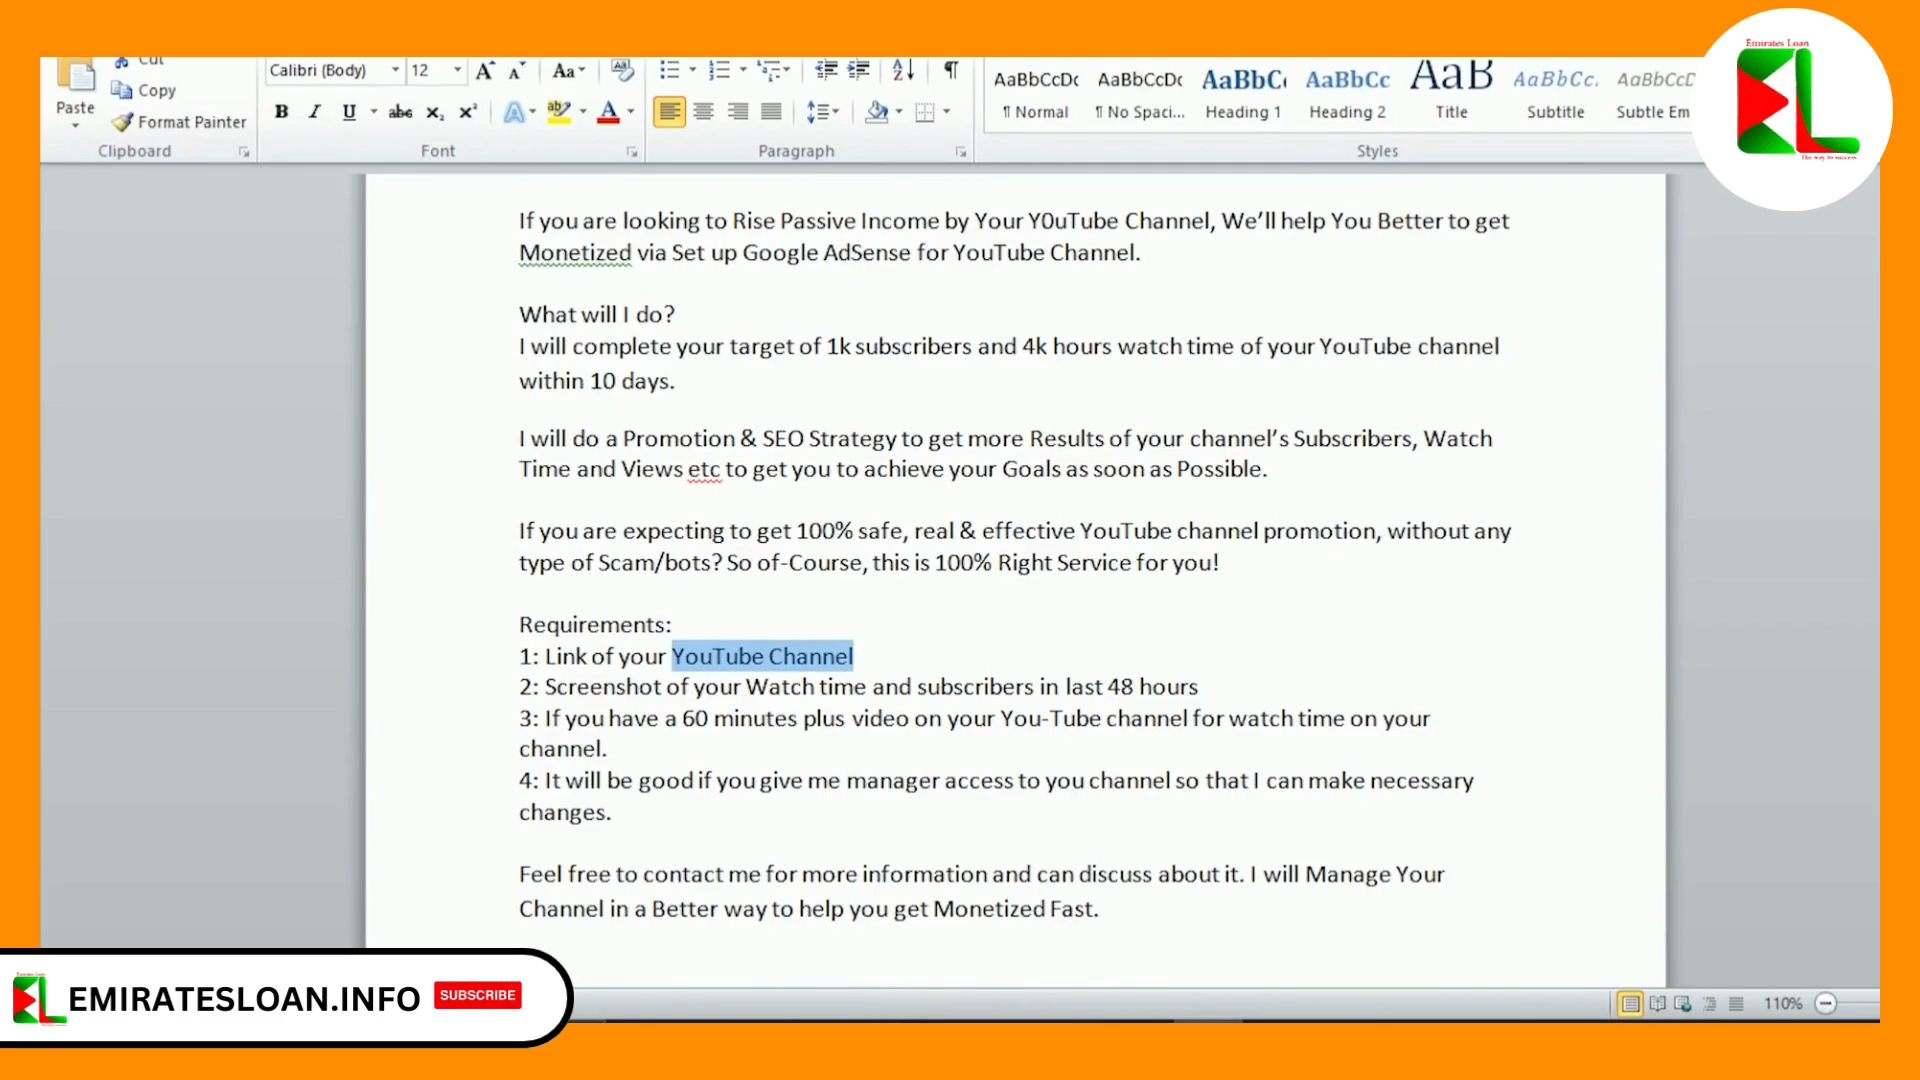 Emirates Loan
The way to success
Cut
Copy
Paste
Format Painter
Calibri (Body) 12 A A Aa
B I U abc x₂ x² A ab A
A Z ¶
AaBbCcDc AaBbCcDc AaBbC AaBbCc AaB AaBbCc. AaBbCcD
¶ Normal ¶ No Spaci... Heading 1 Heading 2 Title Subtitle Subtle Em
Clipboard Font Paragraph Styles
If you are looking to Rise Passive Income by Your Y0uTube Channel, We’ll help You Better to get
Monetized via Set up Google AdSense for YouTube Channel.
What will I do?
I will complete your target of 1k subscribers and 4k hours watch time of your YouTube channel
within 10 days.
I will do a Promotion & SEO Strategy to get more Results of your channel’s Subscribers, Watch
Time and Views etc to get you to achieve your Goals as soon as Possible.
If you are expecting to get 100% safe, real & effective YouTube channel promotion, without any
type of Scam/bots? So of-Course, this is 100% Right Service for you!
Requirements:
1: Link of your YouTube Channel
2: Screenshot of your Watch time and subscribers in last 48 hours
3: If you have a 60 minutes plus video on your You-Tube channel for watch time on your
channel.
4: It will be good if you give me manager access to you channel so that I can make necessary
changes.
Feel free to contact me for more information and can discuss about it. I will Manage Your
Channel in a Better way to help you get Monetized Fast.
EMIRATESLOAN.INFO SUBSCRIBE
110%